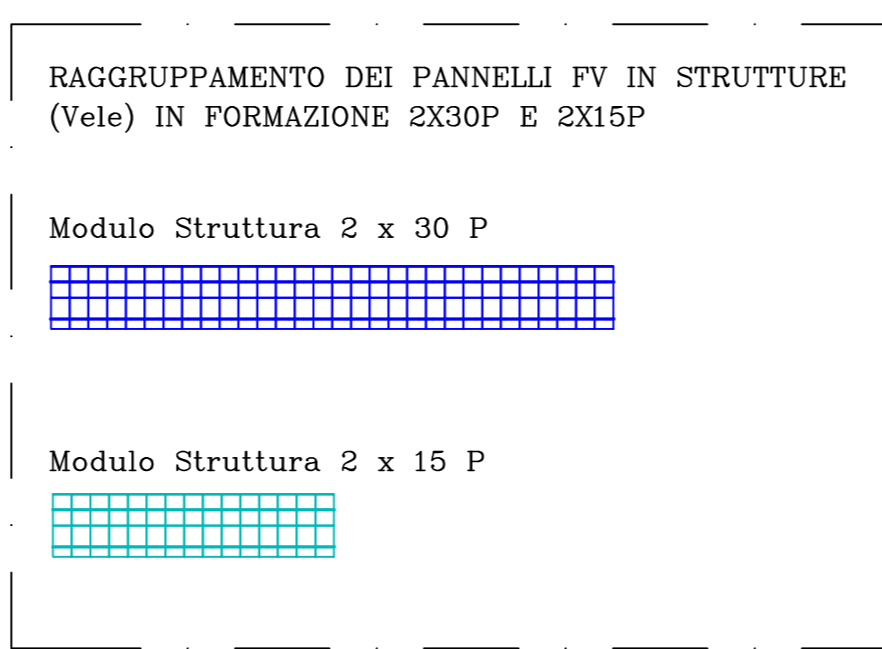 RAGGRUPPAMENTO DEI PANNELLI FV IN STRUTTURE
(Vele) IN FORMAZIONE 2X30P E 2X15P
Modulo Struttura 2 x 30 P
Modulo Struttura 2 x 15 P